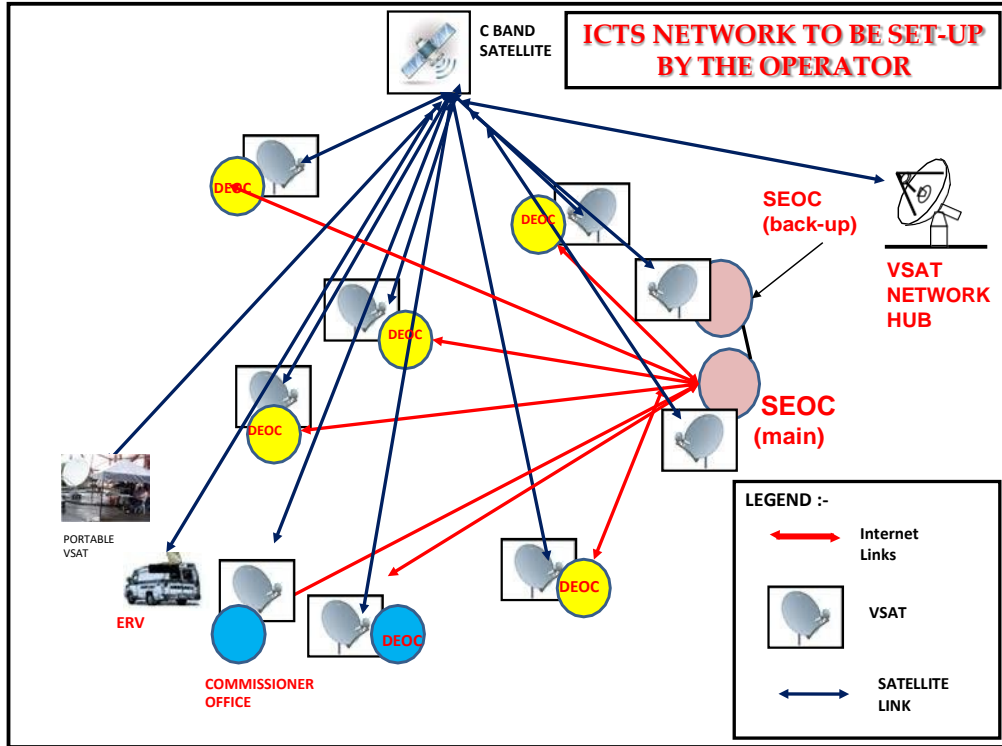 C BAND
SATELLITE
ICTS NETWORK TO BE SET-UP
BY THE OPERATOR
DEOC
DEOC
SEOC
(back-up)
VSAT
NETWORK
HUB
DEOC
DEOC
SEOC
(main)
PORTABLE
VSAT
ERV
COMMISSIONER
OFFICE
DEOC
DEOC
LEGEND :-
Internet
Links
VSAT
SATELLITE
LINK